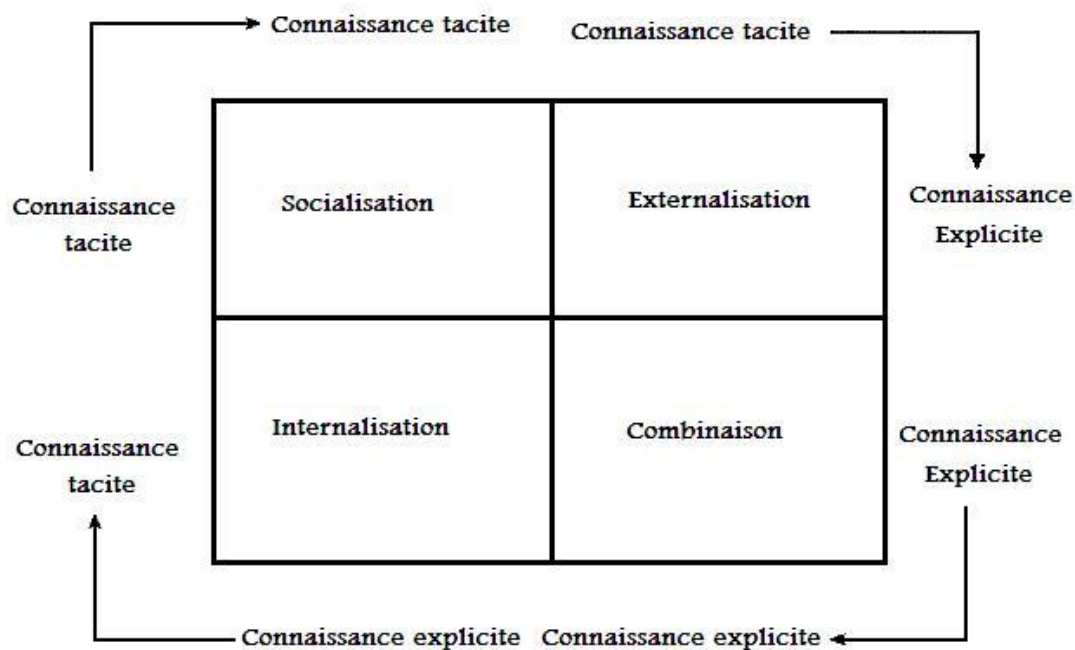 Connaissance tacite
Connaissance tacite
Connaissance
tacite
Socialisation
Externalisation
Connaissance
Explicite
Connaissance
tacite
Internalisation
Combinaison
Connaissance
Explicite
Connaissance explicite
Connaissance explicite